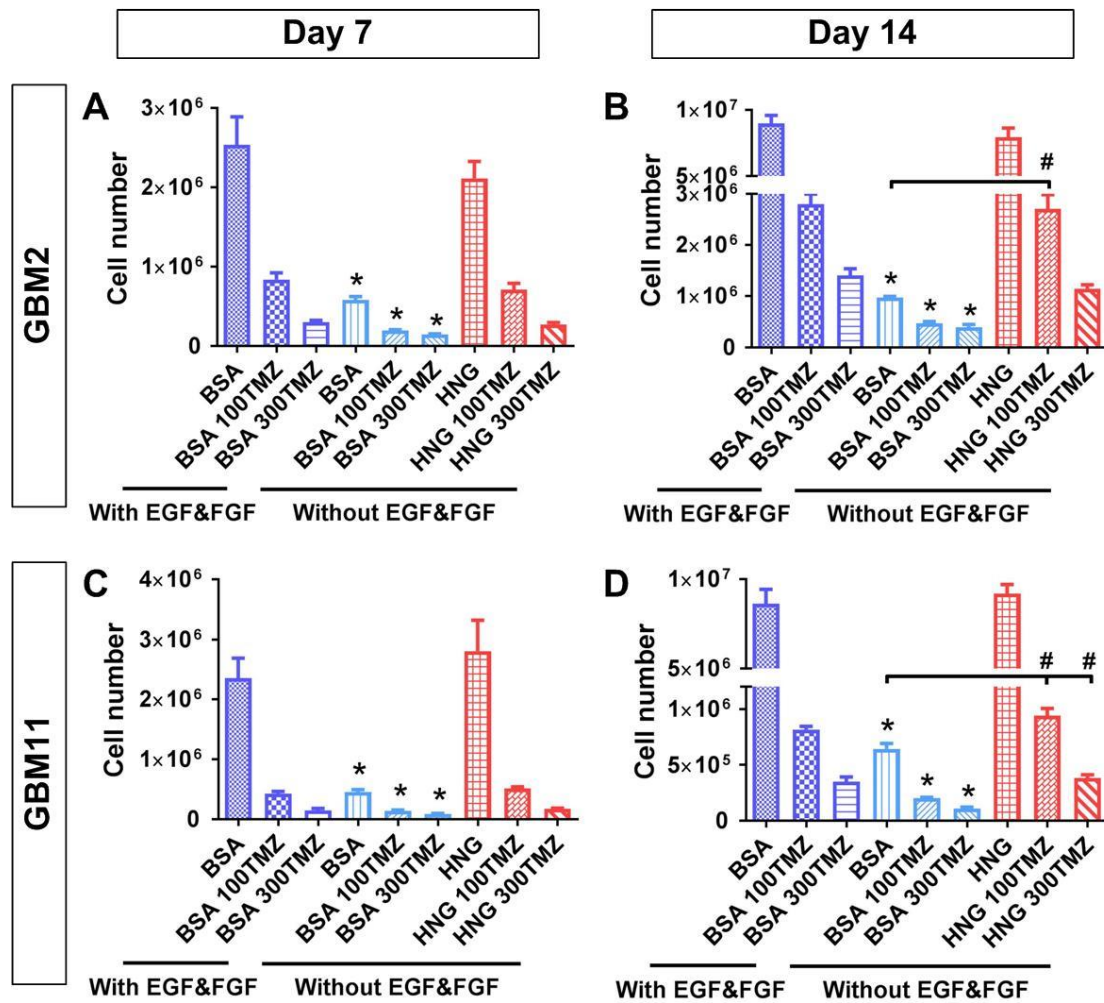 Day 7
Day 14
GBM2
A
Cell number
3×10⁶
2×10⁶
1×10⁶
0
*
*
*
BSA
BSA 100TMZ
BSA 300TMZ
BSA
BSA 100TMZ
BSA 300TMZ
HNG
HNG 100TMZ
HNG 300TMZ
With EGF&FGF
Without EGF&FGF
B
Cell number
1×10⁷
5×10⁶
3×10⁶
2×10⁶
1×10⁶
0
*
*
*
#
BSA
BSA 100TMZ
BSA 300TMZ
BSA
BSA 100TMZ
BSA 300TMZ
HNG
HNG 100TMZ
HNG 300TMZ
With EGF&FGF
Without EGF&FGF
GBM11
C
Cell number
4×10⁶
3×10⁶
2×10⁶
1×10⁶
0
*
*
*
BSA
BSA 100TMZ
BSA 300TMZ
BSA
BSA 100TMZ
BSA 300TMZ
HNG
HNG 100TMZ
HNG 300TMZ
With EGF&FGF
Without EGF&FGF
D
Cell number
1×10⁷
5×10⁶
1×10⁶
5×10⁵
0
*
*
*
#
#
BSA
BSA 100TMZ
BSA 300TMZ
BSA
BSA 100TMZ
BSA 300TMZ
HNG
HNG 100TMZ
HNG 300TMZ
With EGF&FGF
Without EGF&FGF